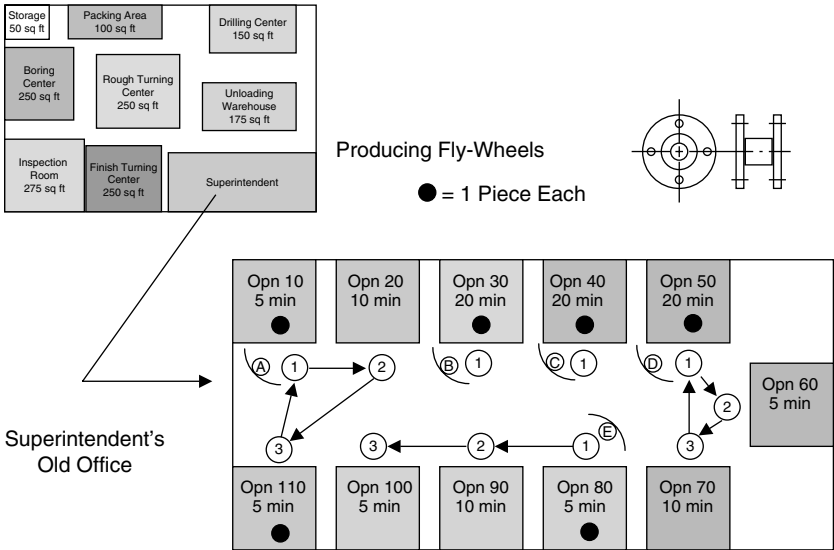 Storage
50 sq ft
Packing Area
100 sq ft
Drilling Center
150 sq ft
Boring
Center
250 sq ft
Rough Turning
Center
250 sq ft
Unloading
Warehouse
175 sq ft
Inspection
Room
275 sq ft
Finish Turning
Center
250 sq ft
Superintendent
Producing Fly-Wheels
= 1 Piece Each
Superintendent's
Old Office
Opn 10
5 min
Opn 20
10 min
Opn 30
20 min
Opn 40
20 min
Opn 50
20 min
Opn 60
5 min
A
1
2
3
B
1
C
1
D
1
2
3
E
1
2
3
Opn 110
5 min
Opn 100
5 min
Opn 90
10 min
Opn 80
5 min
Opn 70
10 min